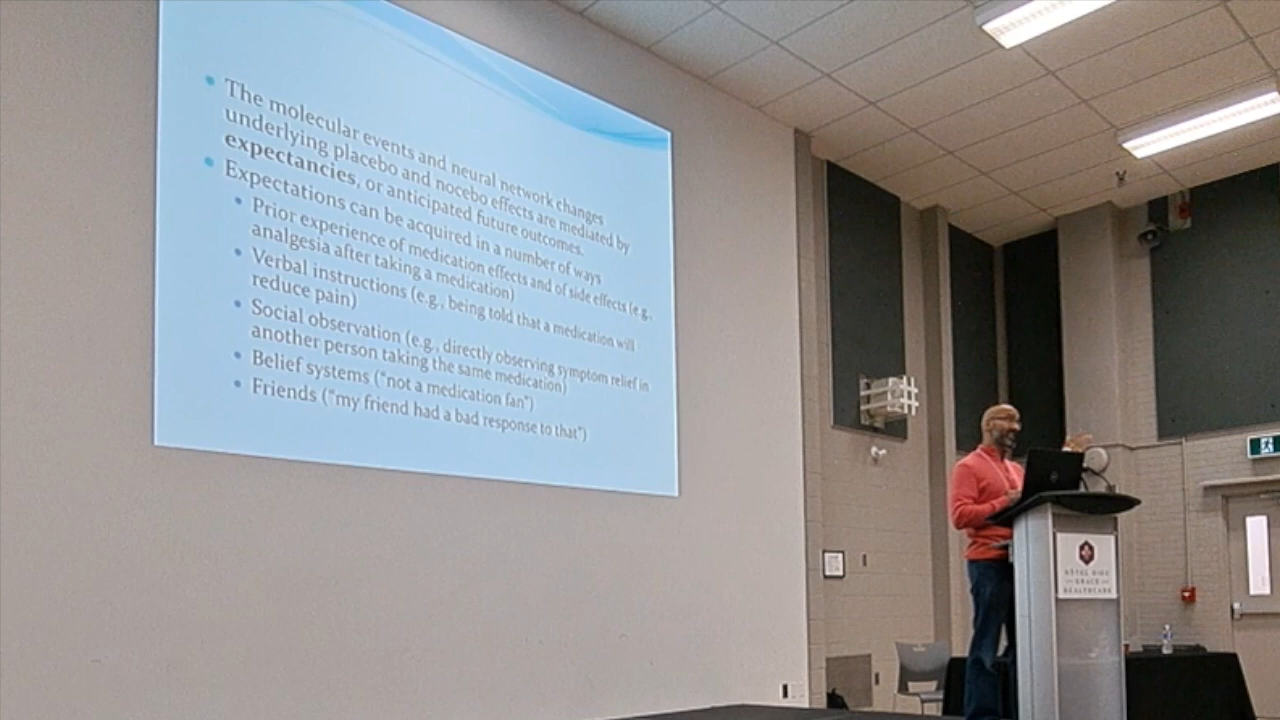 The molecular events and neural network changes
underlying placebo and nocebo effects are mediated by
expectancies, or anticipated future outcomes.
Expectations can be acquired in a number of ways
Prior experience of medication effects and of side effects (e.g.,
analgesia after taking a medication)
Verbal instructions (e.g., being told that a medication will
reduce pain)
Social observation (e.g., directly observing symptom relief in
another person taking the same medication)
Belief systems ("not a medication fan")
Friends ("my friend had a bad response to that")
HÔTEL-DIEU
GRACE
HEALTHCARE